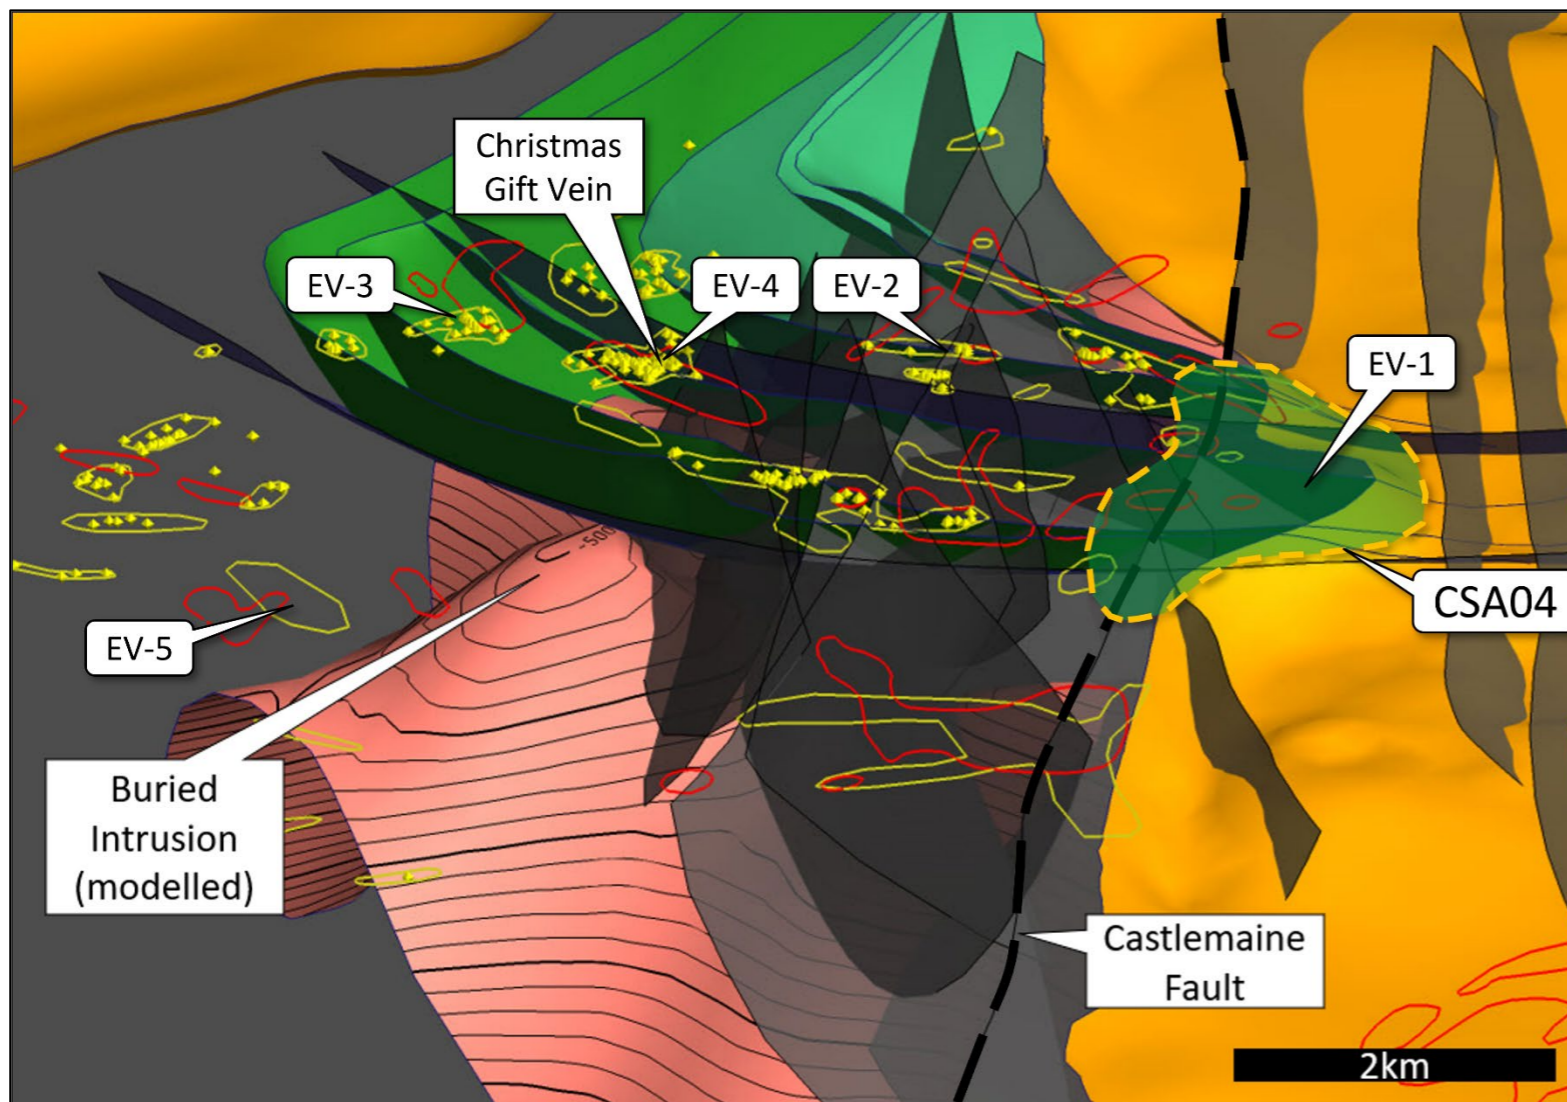 Christmas
Gift Vein
EV-3
EV-4
EV-2
EV-1
CSA04
EV-5
-500
Buried
Intrusion
(modelled)
Castlemaine
Fault
2km